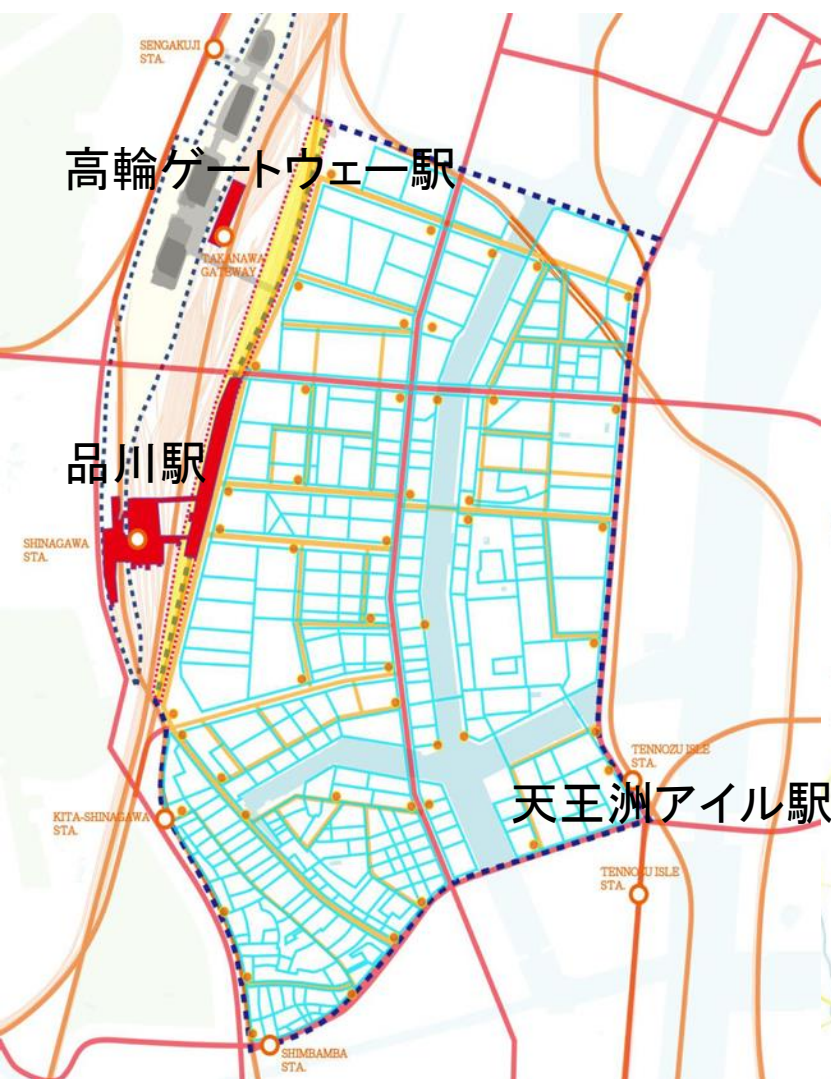 SENGAKUJI
STA.
高輪ゲートウェー駅
TAKANAWA
GATEWAY
品川駅
SHINAGAWA
STA.
TENNOZU ISLE
STA.
天王洲アイル駅
KITA-SHINAGAWA
STA.
TENNOZU ISLE
STA.
SHIMBAMBA
STA.